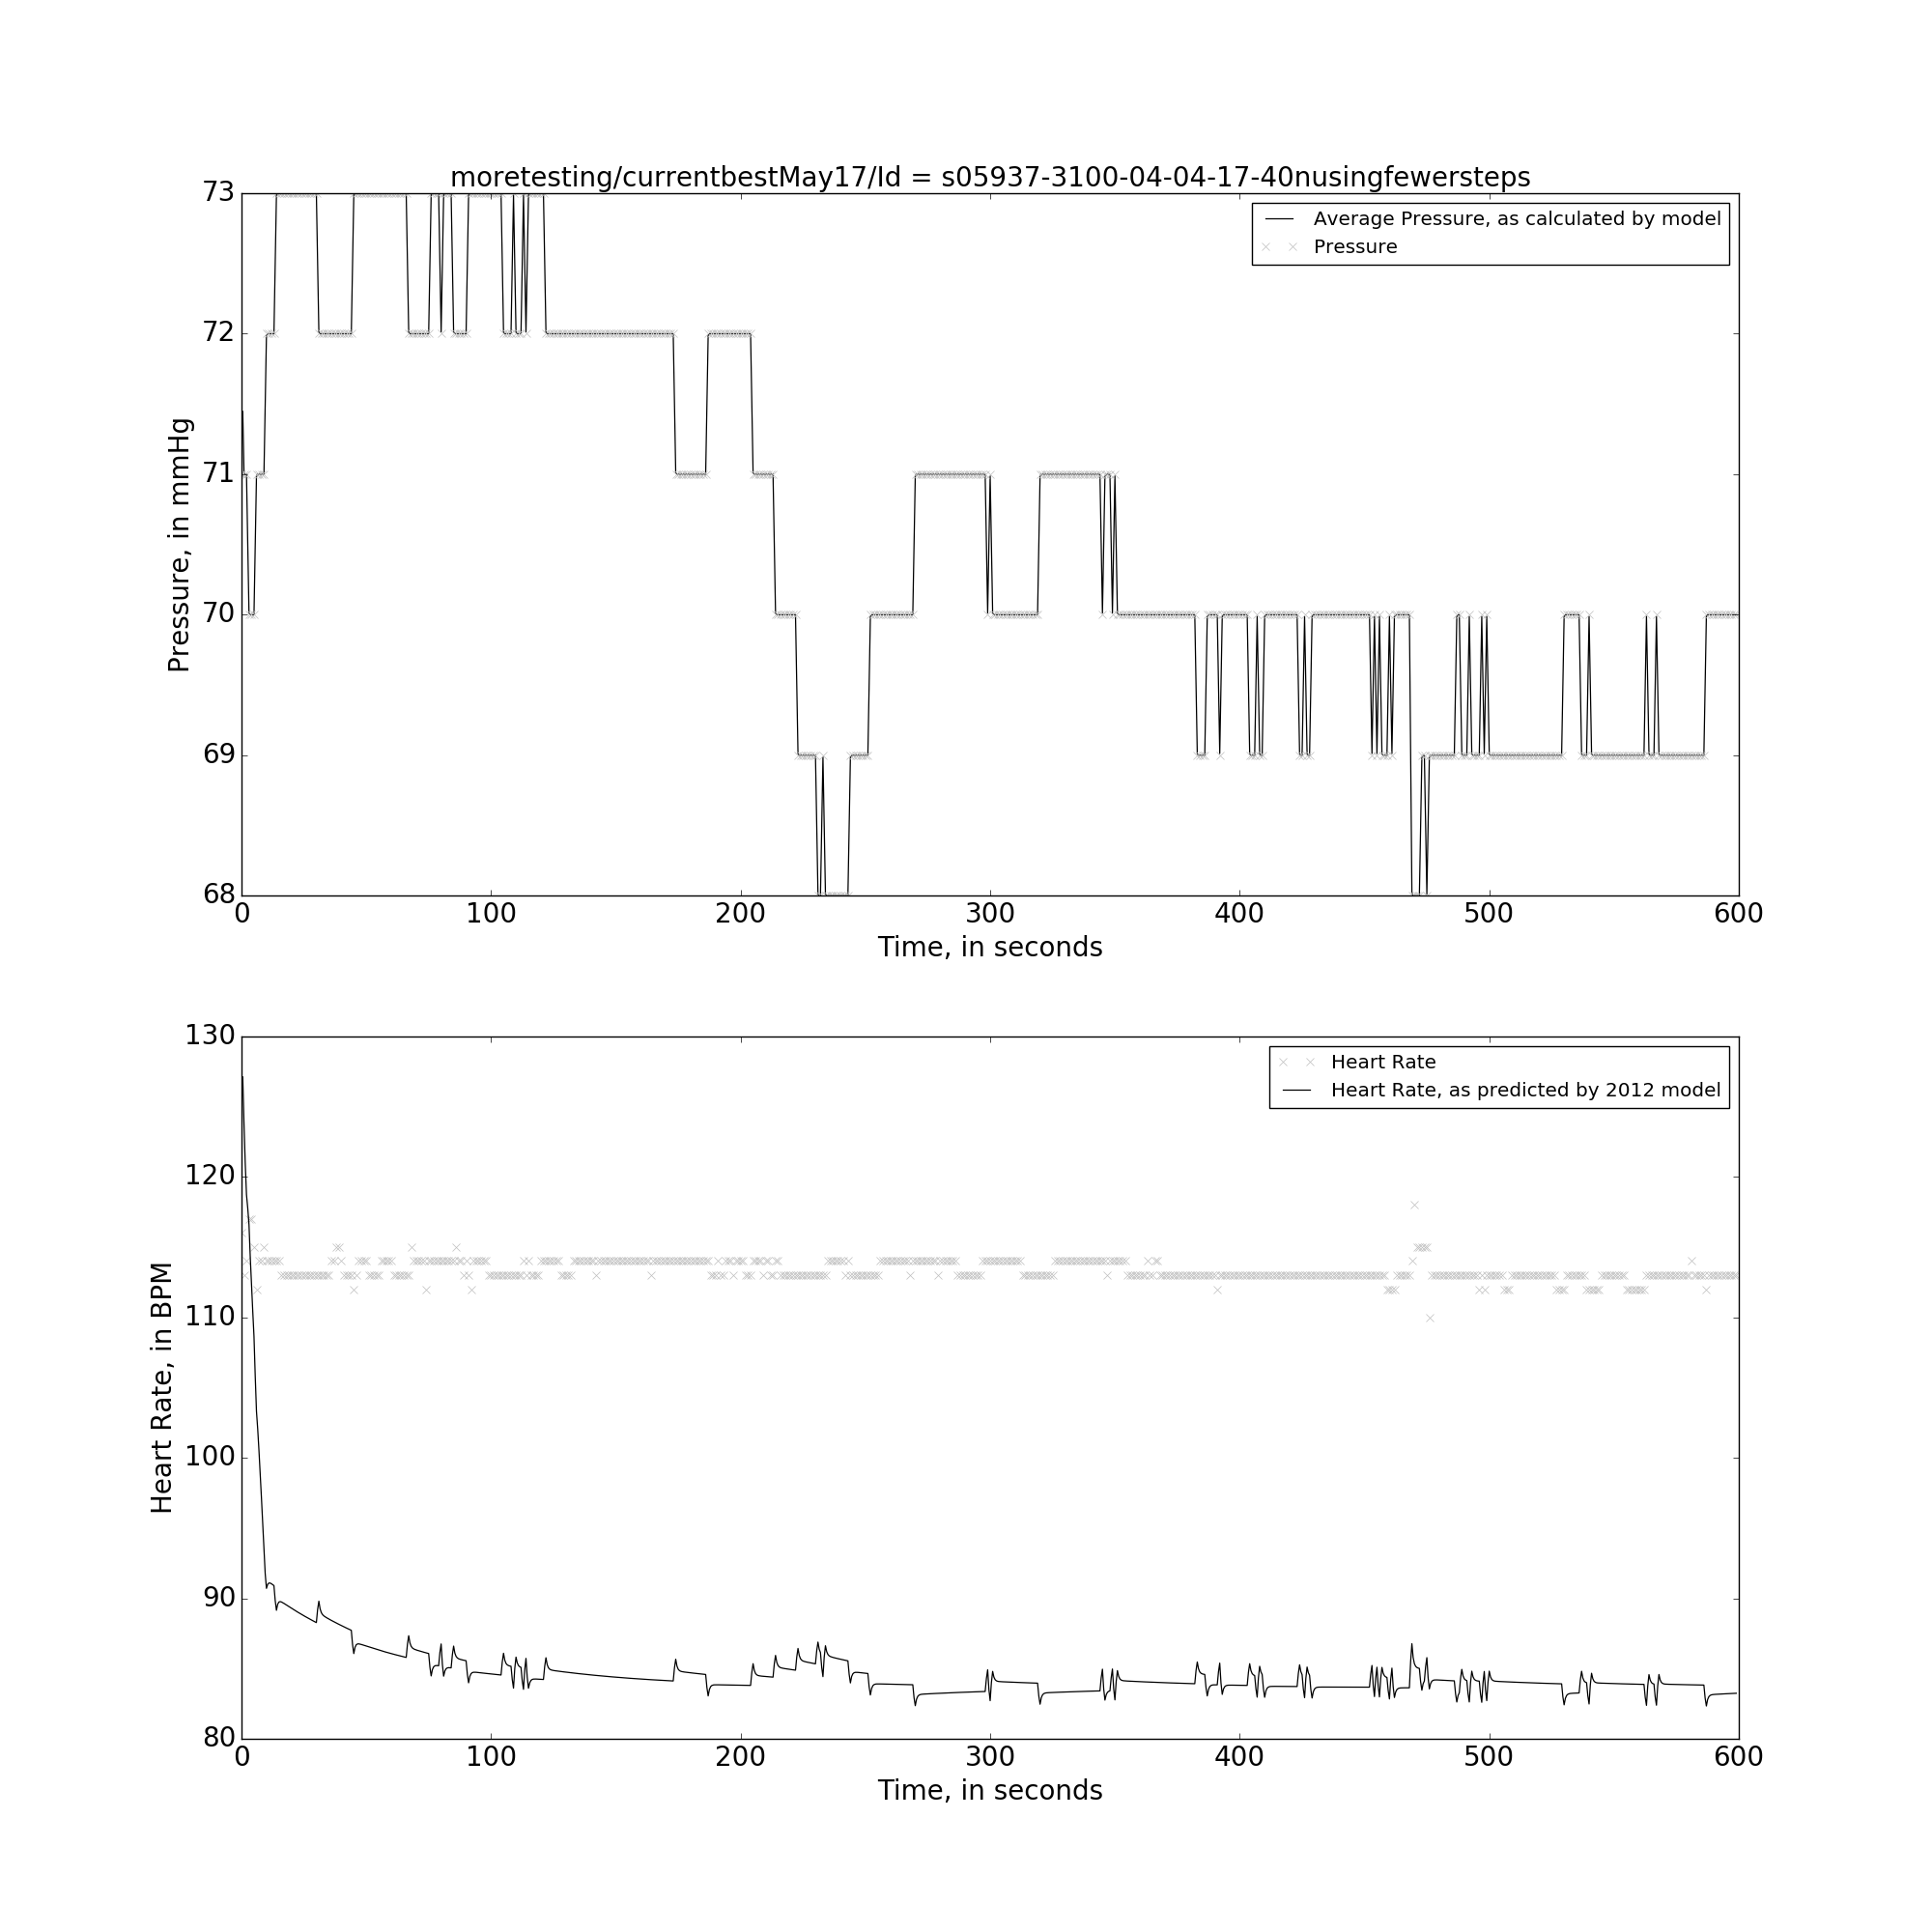 moretesting/currentbestMay17/Id = s05937-3100-04-04-17-40nusingfewersteps
73
72
71
70
69
68
Pressure, in mmHg
Average Pressure, as calculated by model
Pressure
0 100 200 300 400 500 600
Time, in seconds
130
120
110
100
90
80
Heart Rate, in BPM
Heart Rate
Heart Rate, as predicted by 2012 model
0 100 200 300 400 500 600
Time, in seconds